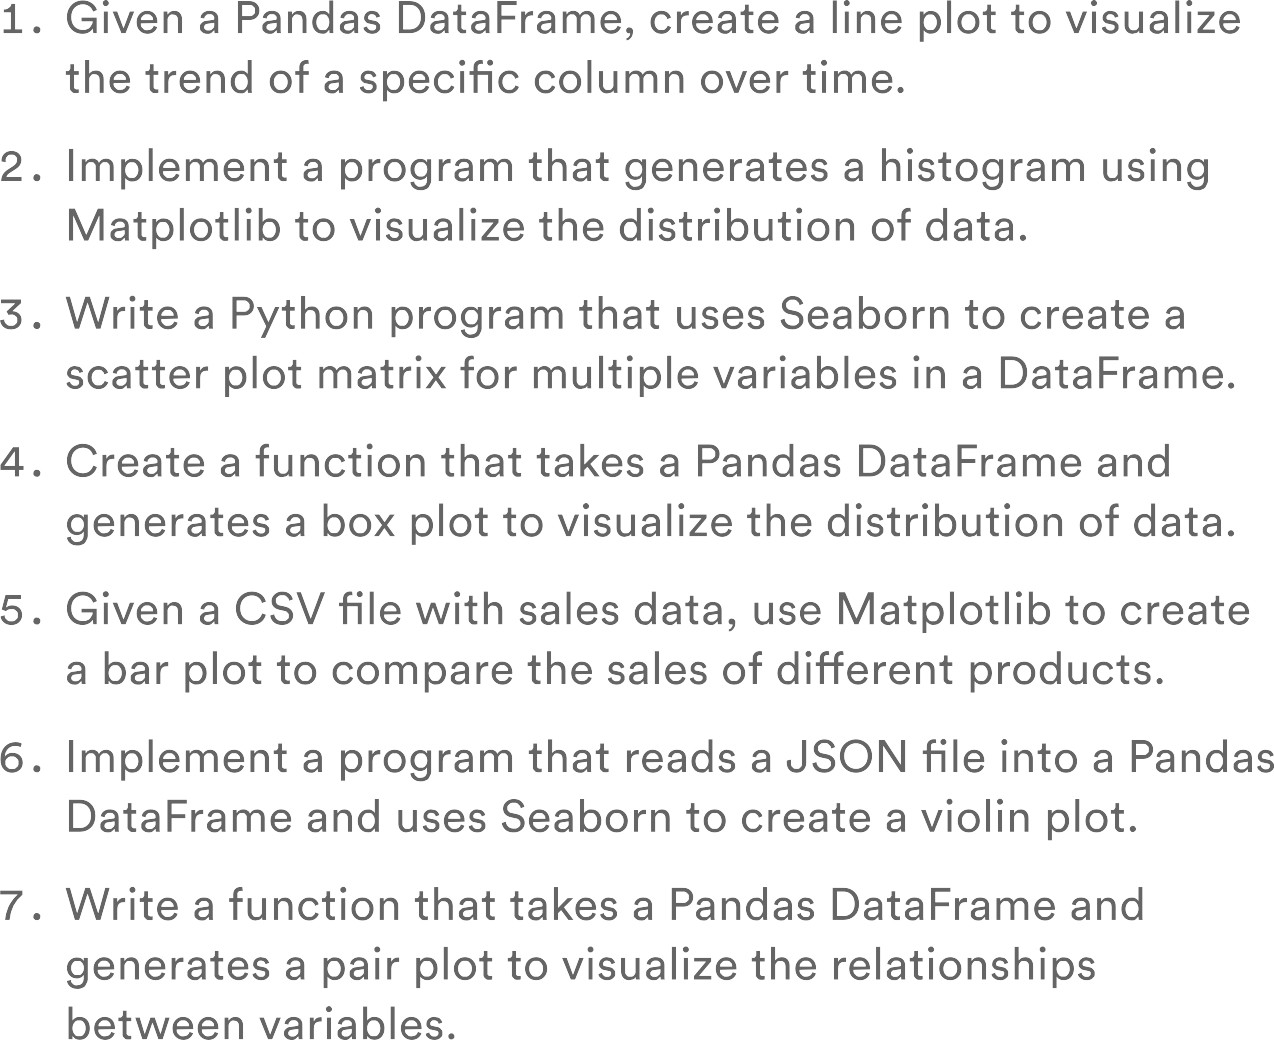 1. Given a Pandas DataFrame, create a line plot to visualize
the trend of a specific column over time.
2. Implement a program that generates a histogram using
Matplotlib to visualize the distribution of data.
3. Write a Python program that uses Seaborn to create a
scatter plot matrix for multiple variables in a DataFrame.
4. Create a function that takes a Pandas DataFrame and
generates a box plot to visualize the distribution of data.
5. Given a CSV file with sales data, use Matplotlib to create
a bar plot to compare the sales of different products.
6. Implement a program that reads a JSON file into a Pandas
DataFrame and uses Seaborn to create a violin plot.
7. Write a function that takes a Pandas DataFrame and
generates a pair plot to visualize the relationships
between variables.